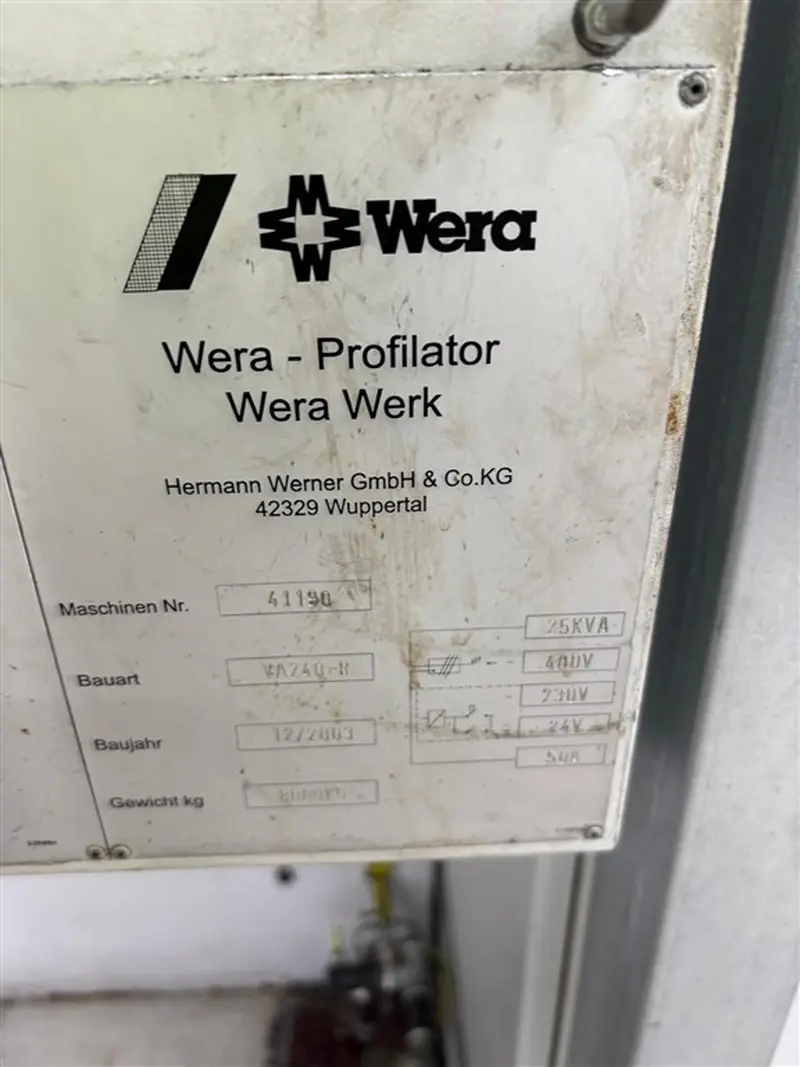 Wera
Wera - Profilator
Wera Werk
Hermann Werner GmbH & Co.KG
42329 Wuppertal
Maschinen Nr. 41190
25KVA
400V
Bauart VA240-H
230V
24V
Baujahr 12/2003
50A
Gewicht kg